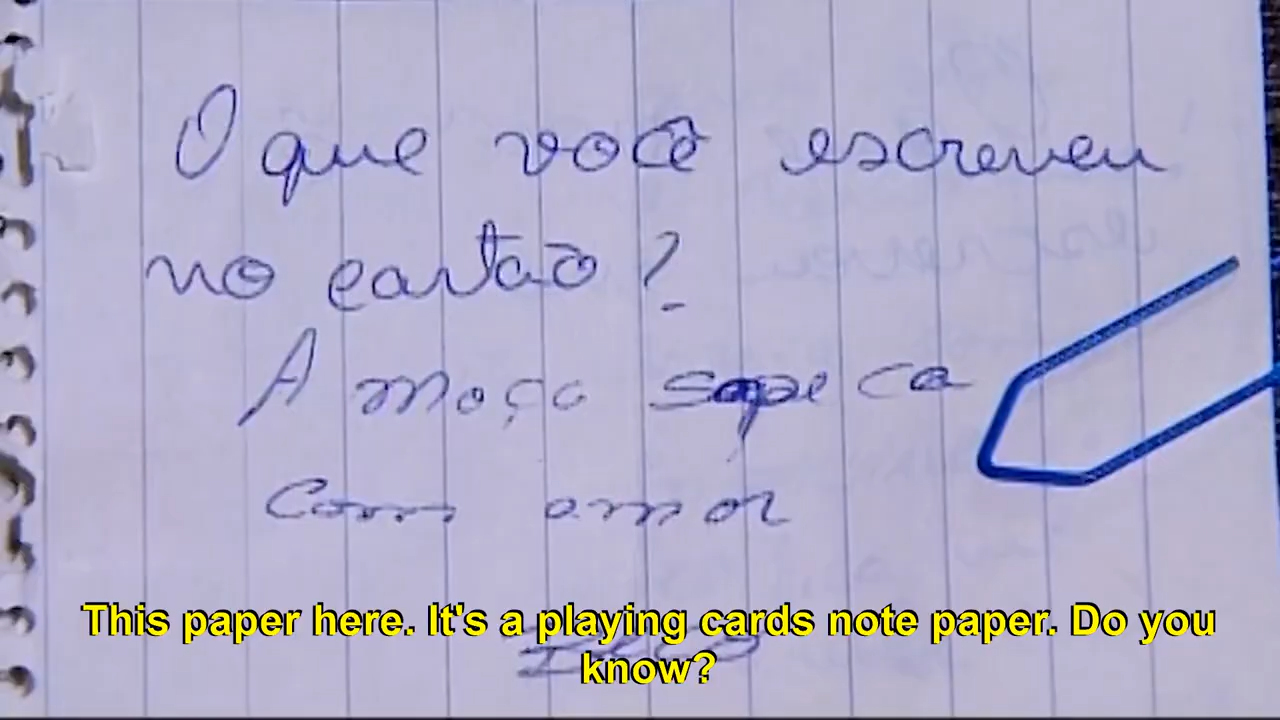 O que você escreveu
no cartão?
A moça sapeca
com amor
This paper here. It's a playing cards note paper. Do you
know?